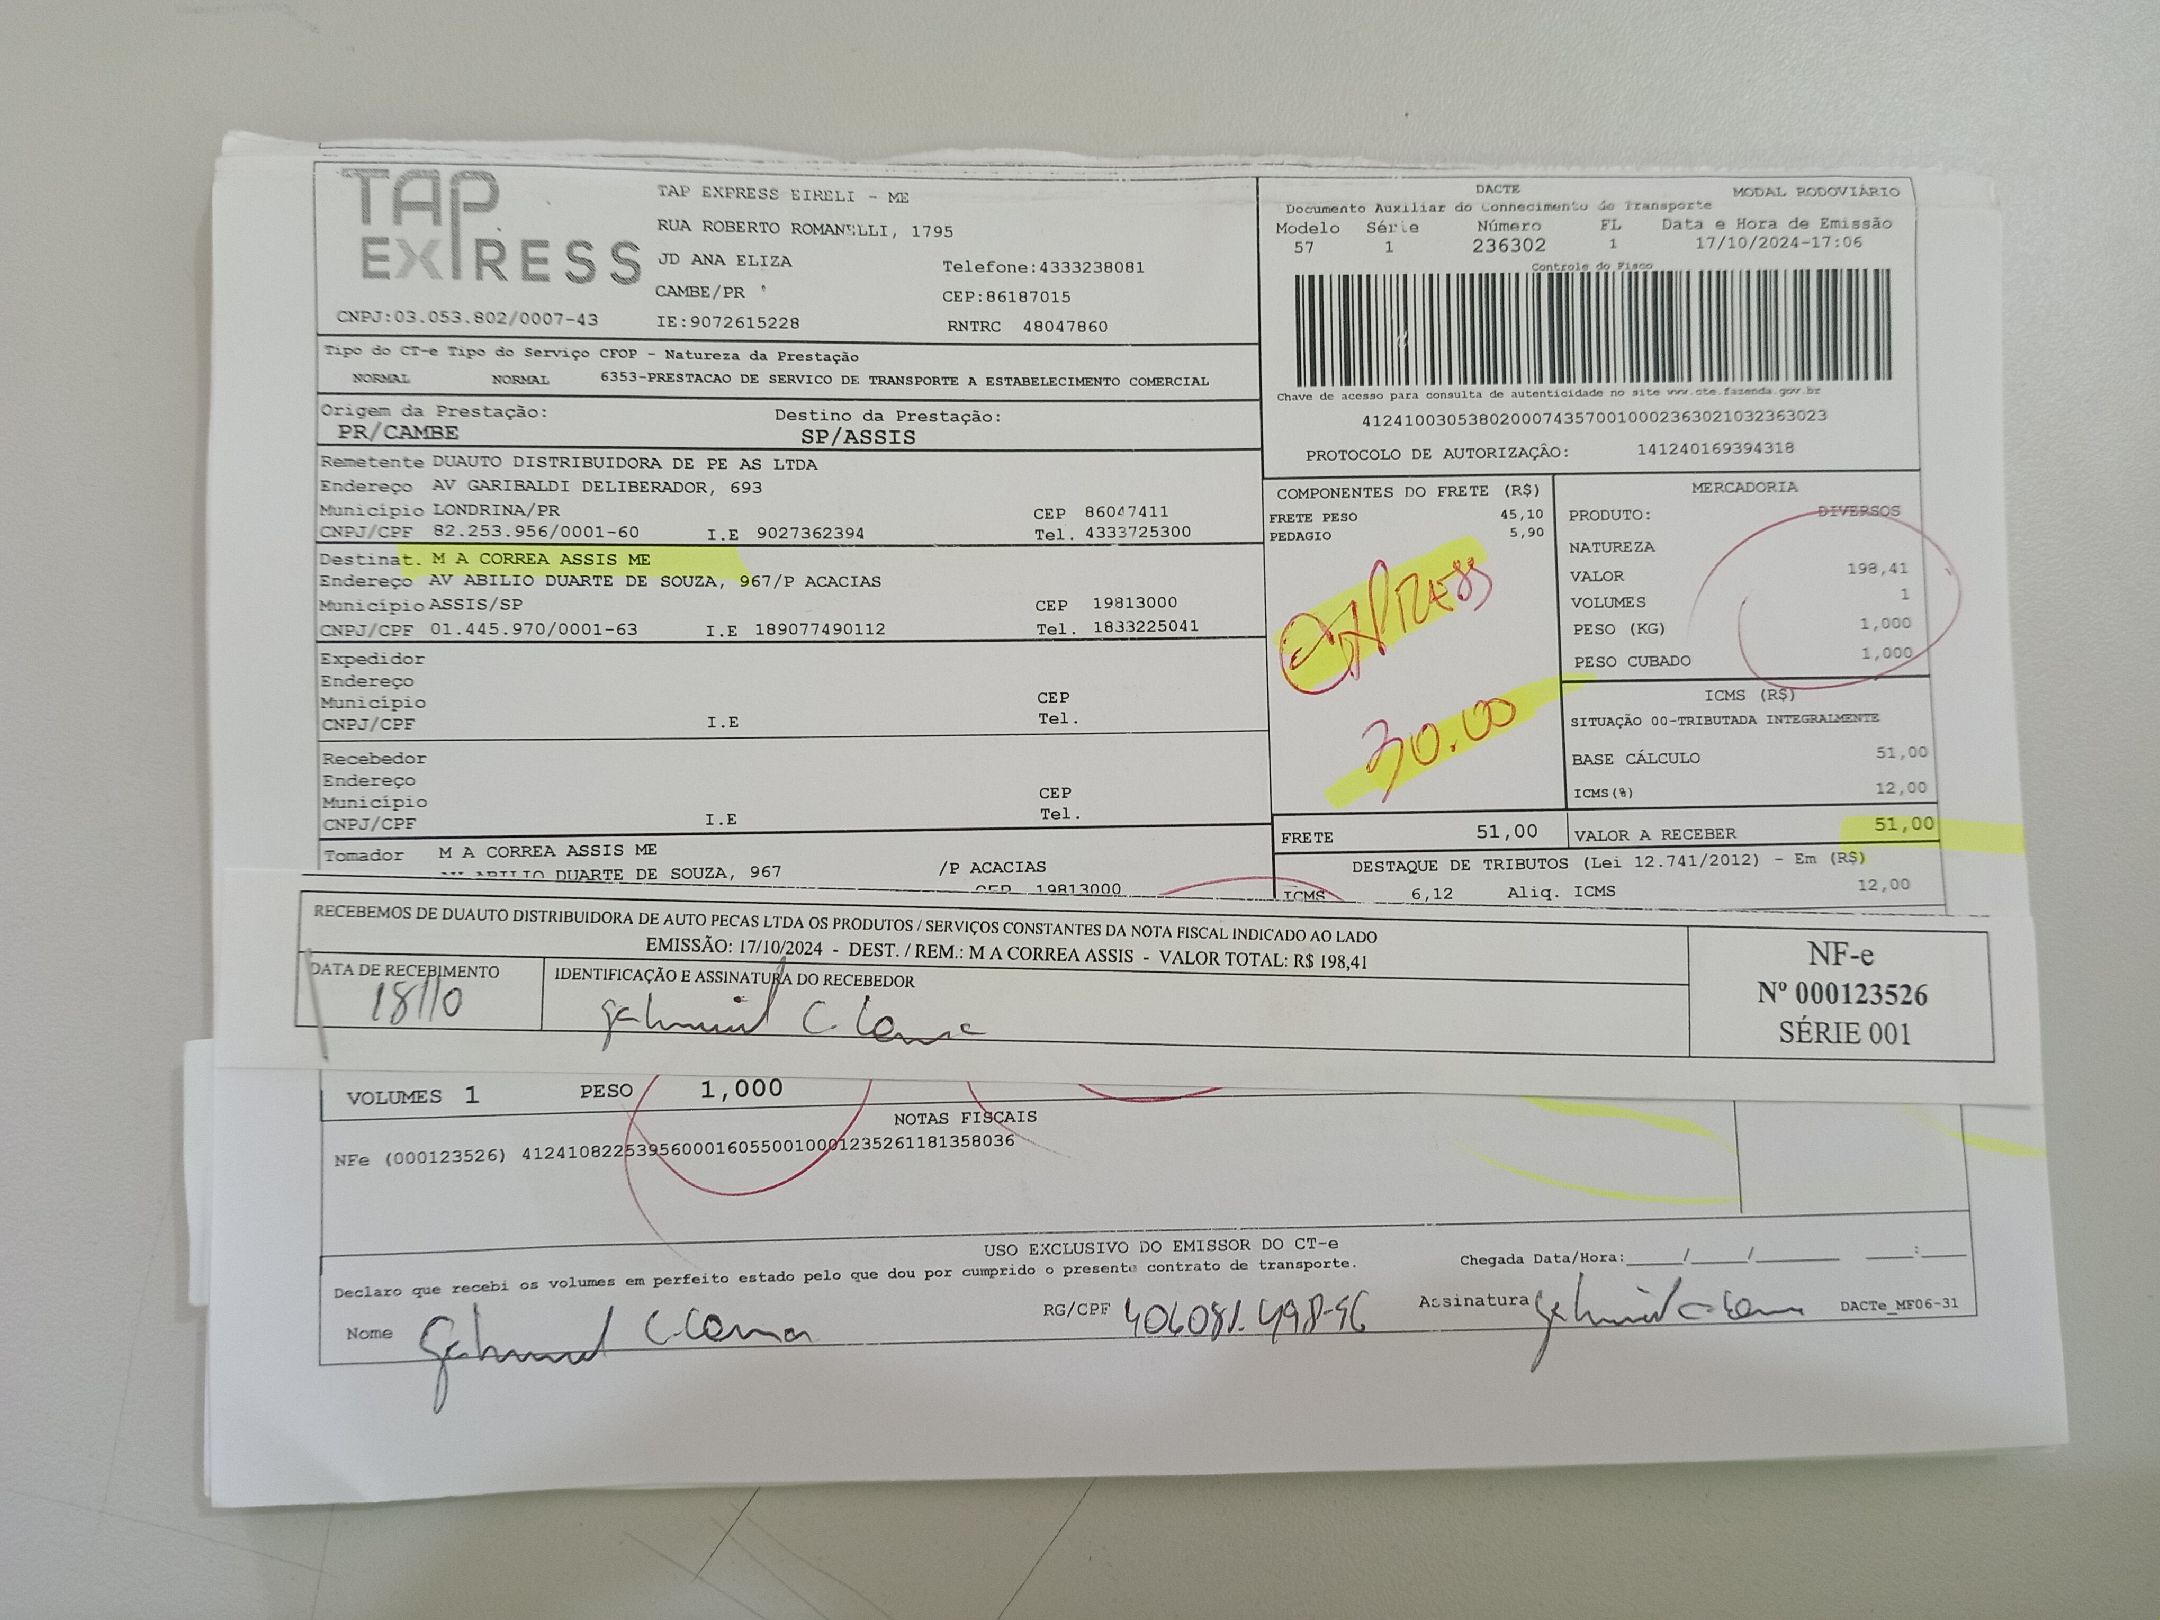 TAP EXPRESS
TAP EXPRESS EIRELI - ME
RUA ROBERTO ROMANELLI, 1795
JD ANA ELIZA
Telefone:4333238081
CAMBE/PR
CEP:86187015
CNPJ:03.053.802/0007-43
IE:9072615228
RNTRC 48047860
DACTE
MODAL RODOVIÁRIO
Documento Auxiliar do Conhecimento de Transporte
Modelo Série Número FL Data e Hora de Emissão
57 1 236302 1 17/10/2024-17:06
Controle do Fisco
Chave de acesso para consulta de autenticidade no site www.cte.fazenda.gov.br
41241003053802000743570010002363021032363023
PROTOCOLO DE AUTORIZAÇÂO: 141240169394318
Tipo do CT-e Tipo do Serviço CFOP - Natureza da Prestação
NORMAL NORMAL 6353-PRESTACAO DE SERVICO DE TRANSPORTE A ESTABELECIMENTO COMERCIAL
Origem da Prestação: Destino da Prestação:
PR/CAMBE SP/ASSIS
Remetente DUAUTO DISTRIBUIDORA DE PE AS LTDA
Endereço AV GARIBALDI DELIBERADOR, 693
Município LONDRINA/PR CEP 86047411
CNPJ/CPF 82.253.956/0001-60 I.E 9027362394 Tel. 4333725300
Destinat. M A CORREA ASSIS ME
Endereço AV ABILIO DUARTE DE SOUZA, 967/P ACACIAS
Município ASSIS/SP CEP 19813000
CNPJ/CPF 01.445.970/0001-63 I.E 189077490112 Tel. 1833225041
Expedidor
Endereço
Município CEP
CNPJ/CPF I.E Tel.
Recebedor
Endereço
Município CEP
CNPJ/CPF I.E Tel.
Tomador M A CORREA ASSIS ME
ABILIO DUARTE DE SOUZA, 967 /P ACACIAS
CEP 19813000
COMPONENTES DO FRETE (R$)
FRETE PESO 45,10
PEDAGIO 5,90
EXPRESS
30.00
MERCADORIA
PRODUTO: DIVERSOS
NATUREZA
VALOR 198,41
VOLUMES 1
PESO (KG) 1,000
PESO CUBADO 1,000
ICMS (R$)
SITUAÇÃO 00-TRIBUTADA INTEGRALMENTE
BASE CÁLCULO 51,00
ICMS(%) 12,00
FRETE 51,00 VALOR A RECEBER 51,00
DESTAQUE DE TRIBUTOS (Lei 12.741/2012) - Em (R$)
ICMS 6,12 Aliq. ICMS 12,00
RECEBEMOS DE DUAUTO DISTRIBUIDORA DE AUTO PECAS LTDA OS PRODUTOS / SERVIÇOS CONSTANTES DA NOTA FISCAL INDICADO AO LADO
EMISSÃO: 17/10/2024 - DEST. / REM.: M A CORREA ASSIS - VALOR TOTAL: R$ 198,41
DATA DE RECEBIMENTO IDENTIFICAÇÃO E ASSINATURA DO RECEBEDOR
18/10
NF-e
Nº 000123526
SÉRIE 001
VOLUMES 1 PESO 1,000
NOTAS FISCAIS
NFe (000123526) 41241082253956000160550010001235261181358036
USO EXCLUSIVO DO EMISSOR DO CT-e
Declaro que recebi os volumes em perfeito estado pelo que dou por cumprido o presente contrato de transporte.
Chegada Data/Hora:____/____/______ ____:____
Nome
RG/CPF
Assinatura
DACTe_MF06-31